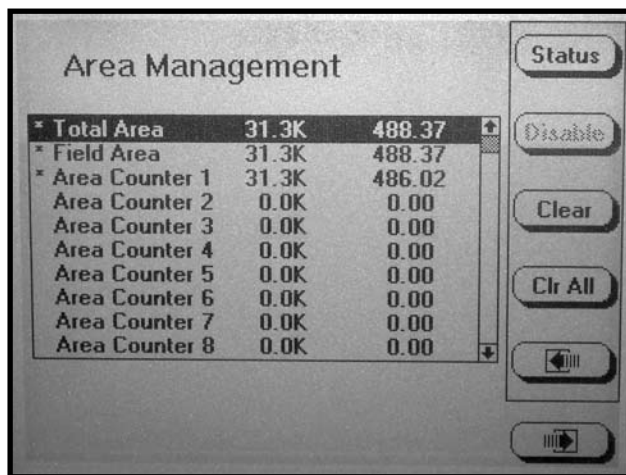 Area Management
* Total Area 31.3K 488.37
* Field Area 31.3K 488.37
* Area Counter 1 31.3K 486.02
Area Counter 2 0.0K 0.00
Area Counter 3 0.0K 0.00
Area Counter 4 0.0K 0.00
Area Counter 5 0.0K 0.00
Area Counter 6 0.0K 0.00
Area Counter 7 0.0K 0.00
Area Counter 8 0.0K 0.00
Status
Disable
Clear
Clr All